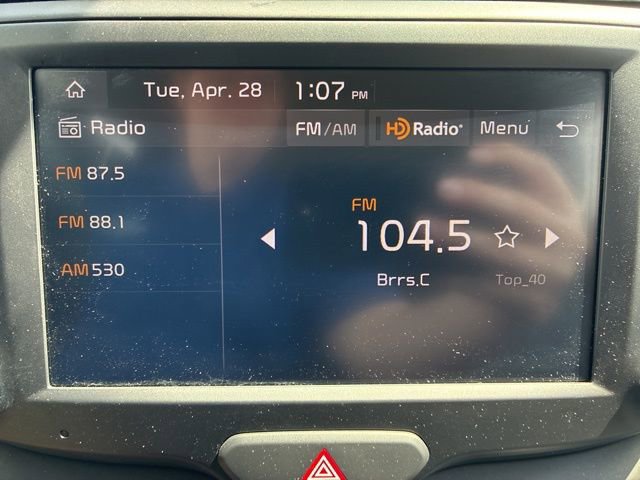 Tue, Apr. 28 1:07 PM
Radio FM/AM HD Radio® Menu
FM 87.5
FM 88.1
AM 530
FM
104.5
Brrs.C Top_40